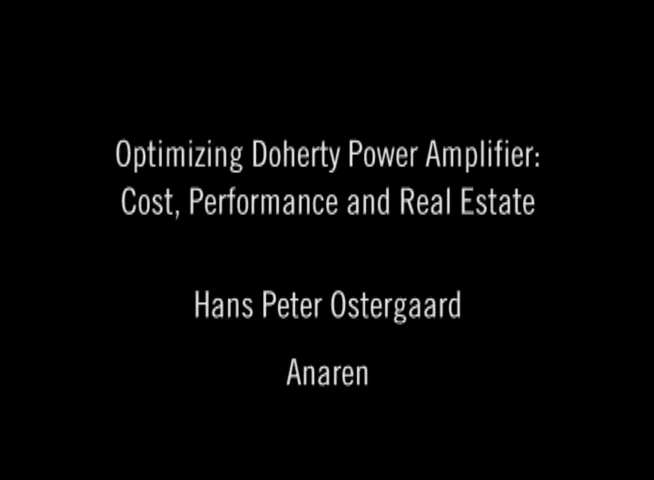 Optimizing Doherty Power Amplifier:
Cost, Performance and Real Estate
Hans Peter Ostergaard
Anaren